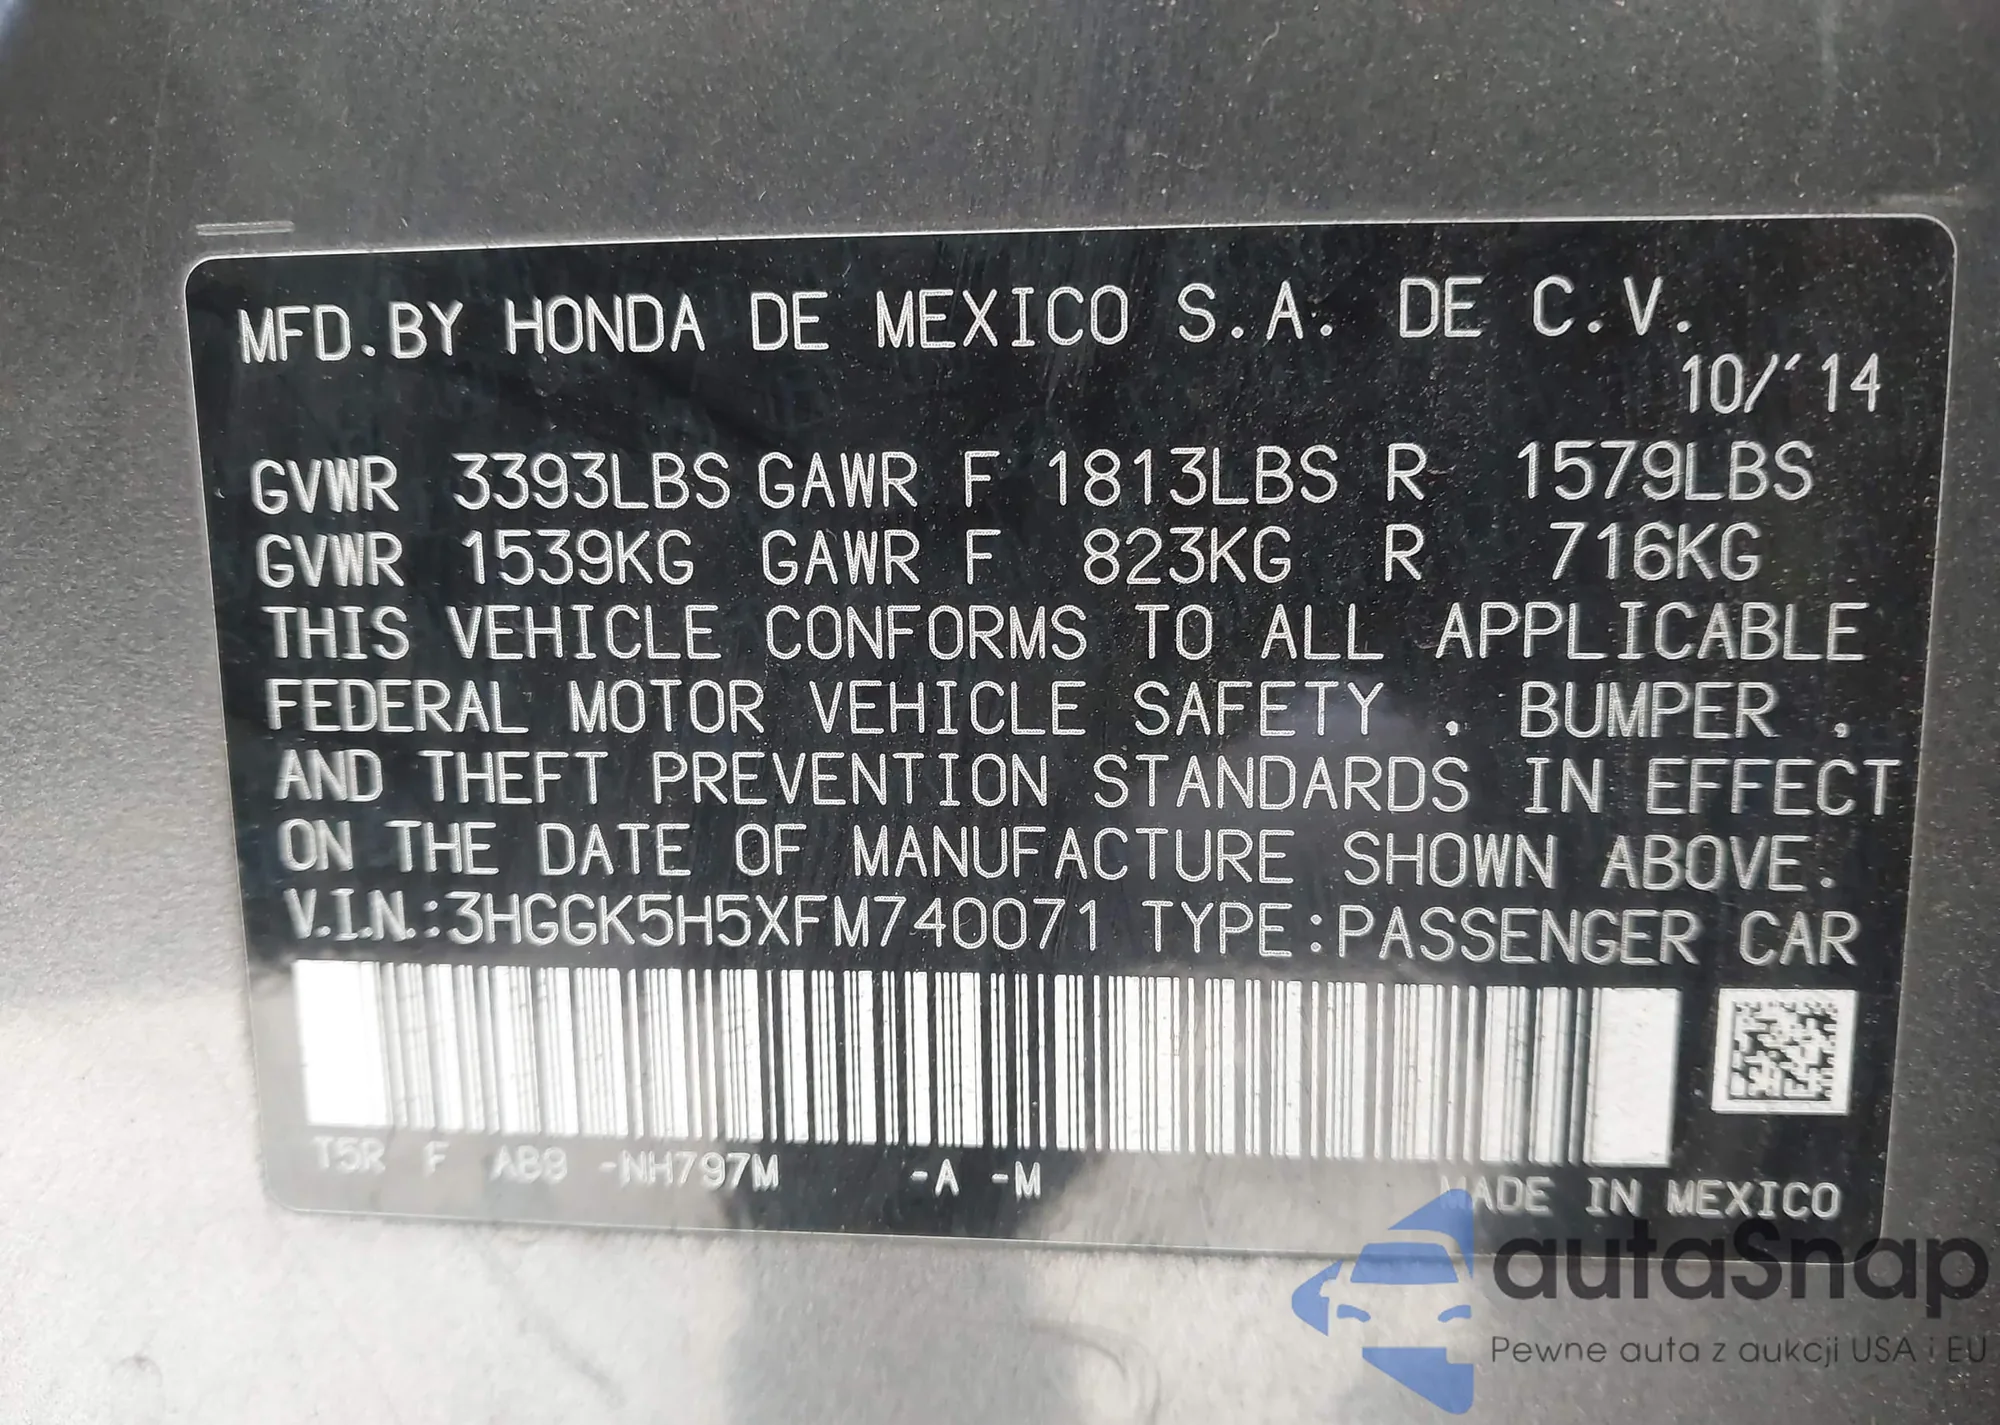 MFD.BY HONDA DE MEXICO S.A. DE C.V.
10/'14
GVWR 3393LBS GAWR F 1813LBS R 1579LBS
GVWR 1539KG GAWR F 823KG R 716KG
THIS VEHICLE CONFORMS TO ALL APPLICABLE
FEDERAL MOTOR VEHICLE SAFETY , BUMPER ,
AND THEFT PREVENTION STANDARDS IN EFFECT
ON THE DATE OF MANUFACTURE SHOWN ABOVE.
V.I.N.:3HGGK5H5XFM740071 TYPE:PASSENGER CAR
T5R F AB9 -NH797M -A -M
MADE IN MEXICO
autaSnap
Pewne auta z aukcji USA i EU